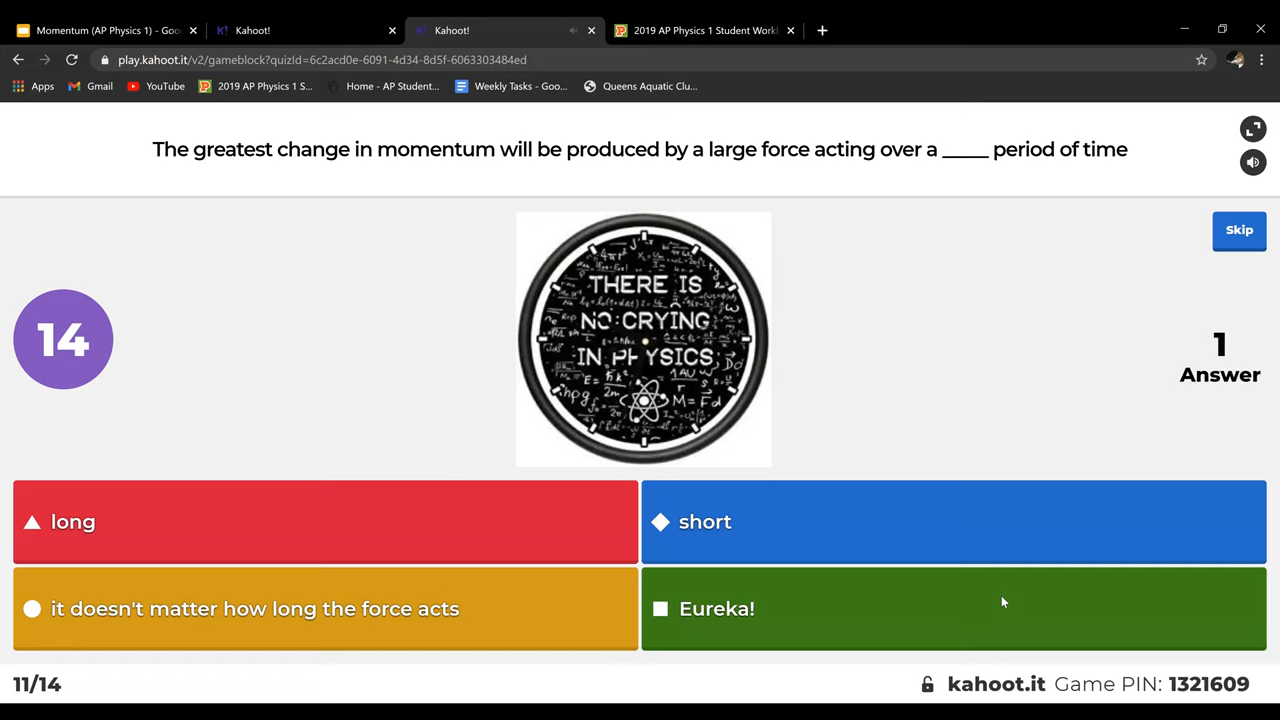 Momentum (AP Physics 1) - Goo
Kahoot!
Kahoot!
2019 AP Physics 1 Student Workb
play.kahoot.it/v2/gameblock?quizId=6c2acd0e-6091-4d34-8d5f-6063303484ed
Apps
Gmail
YouTube
2019 AP Physics 1 S...
Home - AP Student...
Weekly Tasks - Goo...
Queens Aquatic Clu...
The greatest change in momentum will be produced by a large force acting over a _____ period of time
Skip
14
THERE IS
NO CRYING
IN PHYSICS
1
Answer
long
short
it doesn't matter how long the force acts
Eureka!
11/14
kahoot.it Game PIN: 1321609